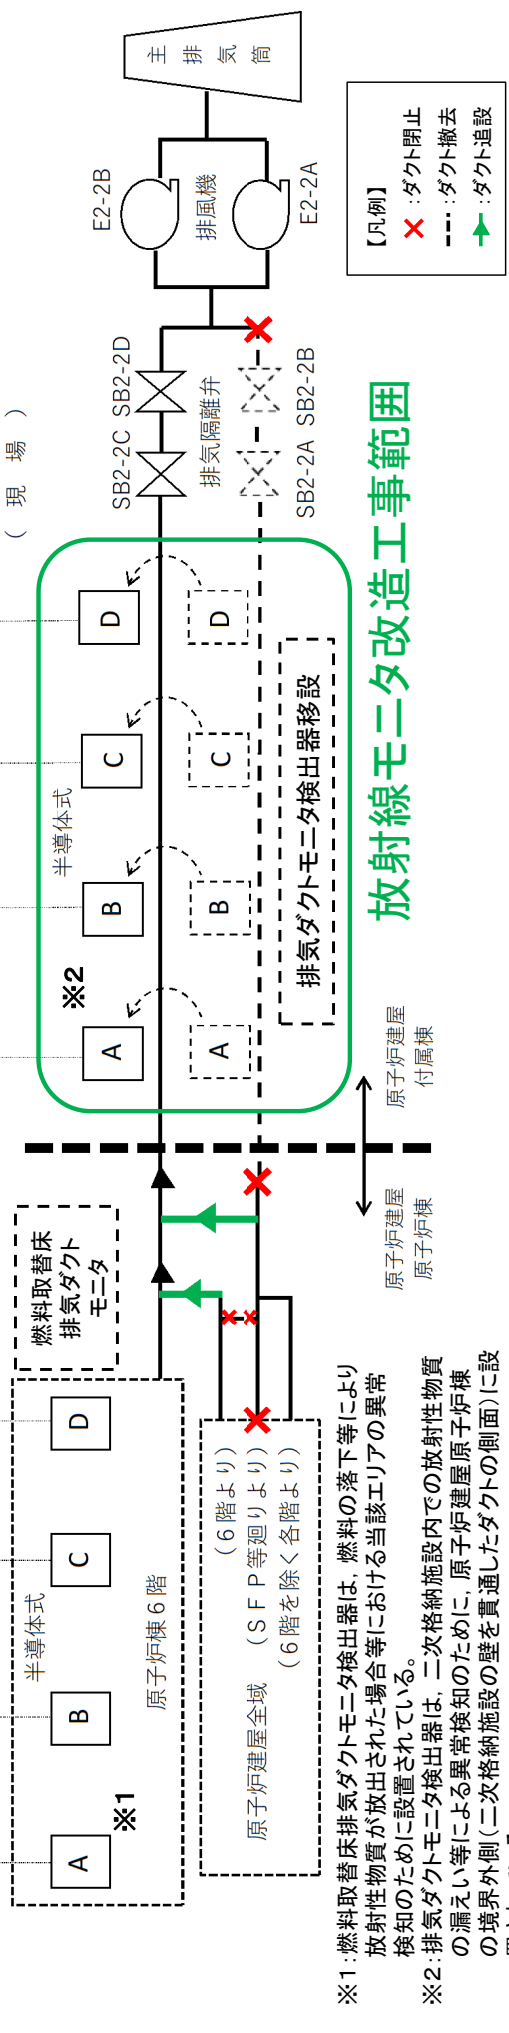 （ 現 場 ）
主 排 気 筒
E2-2B
排風機
E2-2A
SB2-2C SB2-2D
排気隔離弁
SB2-2A SB2-2B
【凡例】
:ダクト閉止
:ダクト撤去
:ダクト追設
半導体式
※2
A B C D
A B C D
排気ダクトモニタ検出器移設
放射線モニタ改造工事範囲
原子炉建屋
原子炉棟
原子炉建屋
付属棟
燃料取替床
排気ダクト
モニタ
半導体式
A B C D
※1
原子炉棟６階
（６階より）
原子炉建屋全域 （ＳＦＰ等廻りより）
（６階を除く各階より）
※1:燃料取替床排気ダクトモニタ検出器は，燃料の落下等により
放射性物質が放出された場合等における当該エリアの異常
検知のために設置されている。
※2:排気ダクトモニタ検出器は，二次格納施設内での放射性物質
の漏えい等による異常検知のために，原子炉建屋原子炉棟
の境界外側（二次格納施設の壁を貫通したダクトの側面）に設